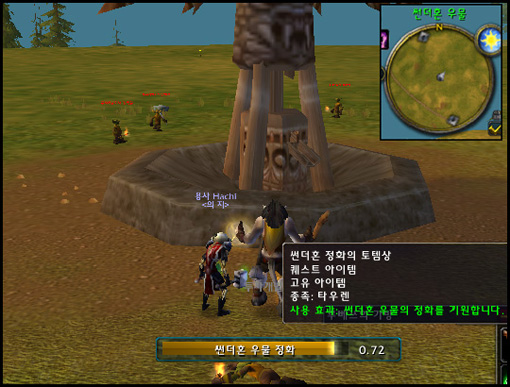 썬더혼 우물
N
용사 Hachi
<의 지>
썬더혼 정화의 토템상
퀘스트 아이템
고유 아이템
종족: 타우렌
사용 효과: 썬더혼 우물의 정화를 기원합니다.
썬더혼 우물 정화
0.72